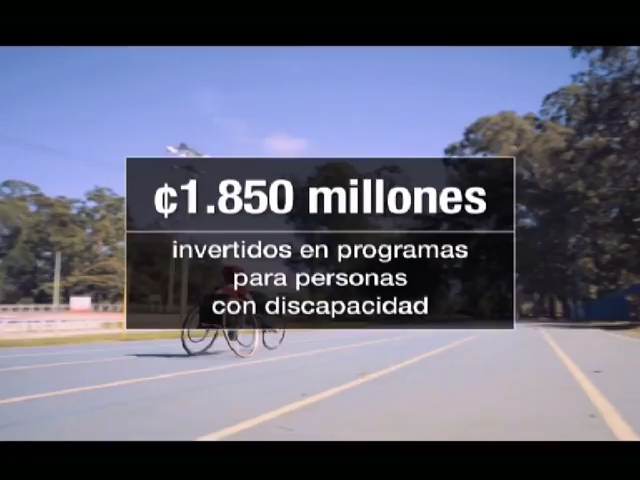 ₡1.850 millones
invertidos en programas
para personas
con discapacidad